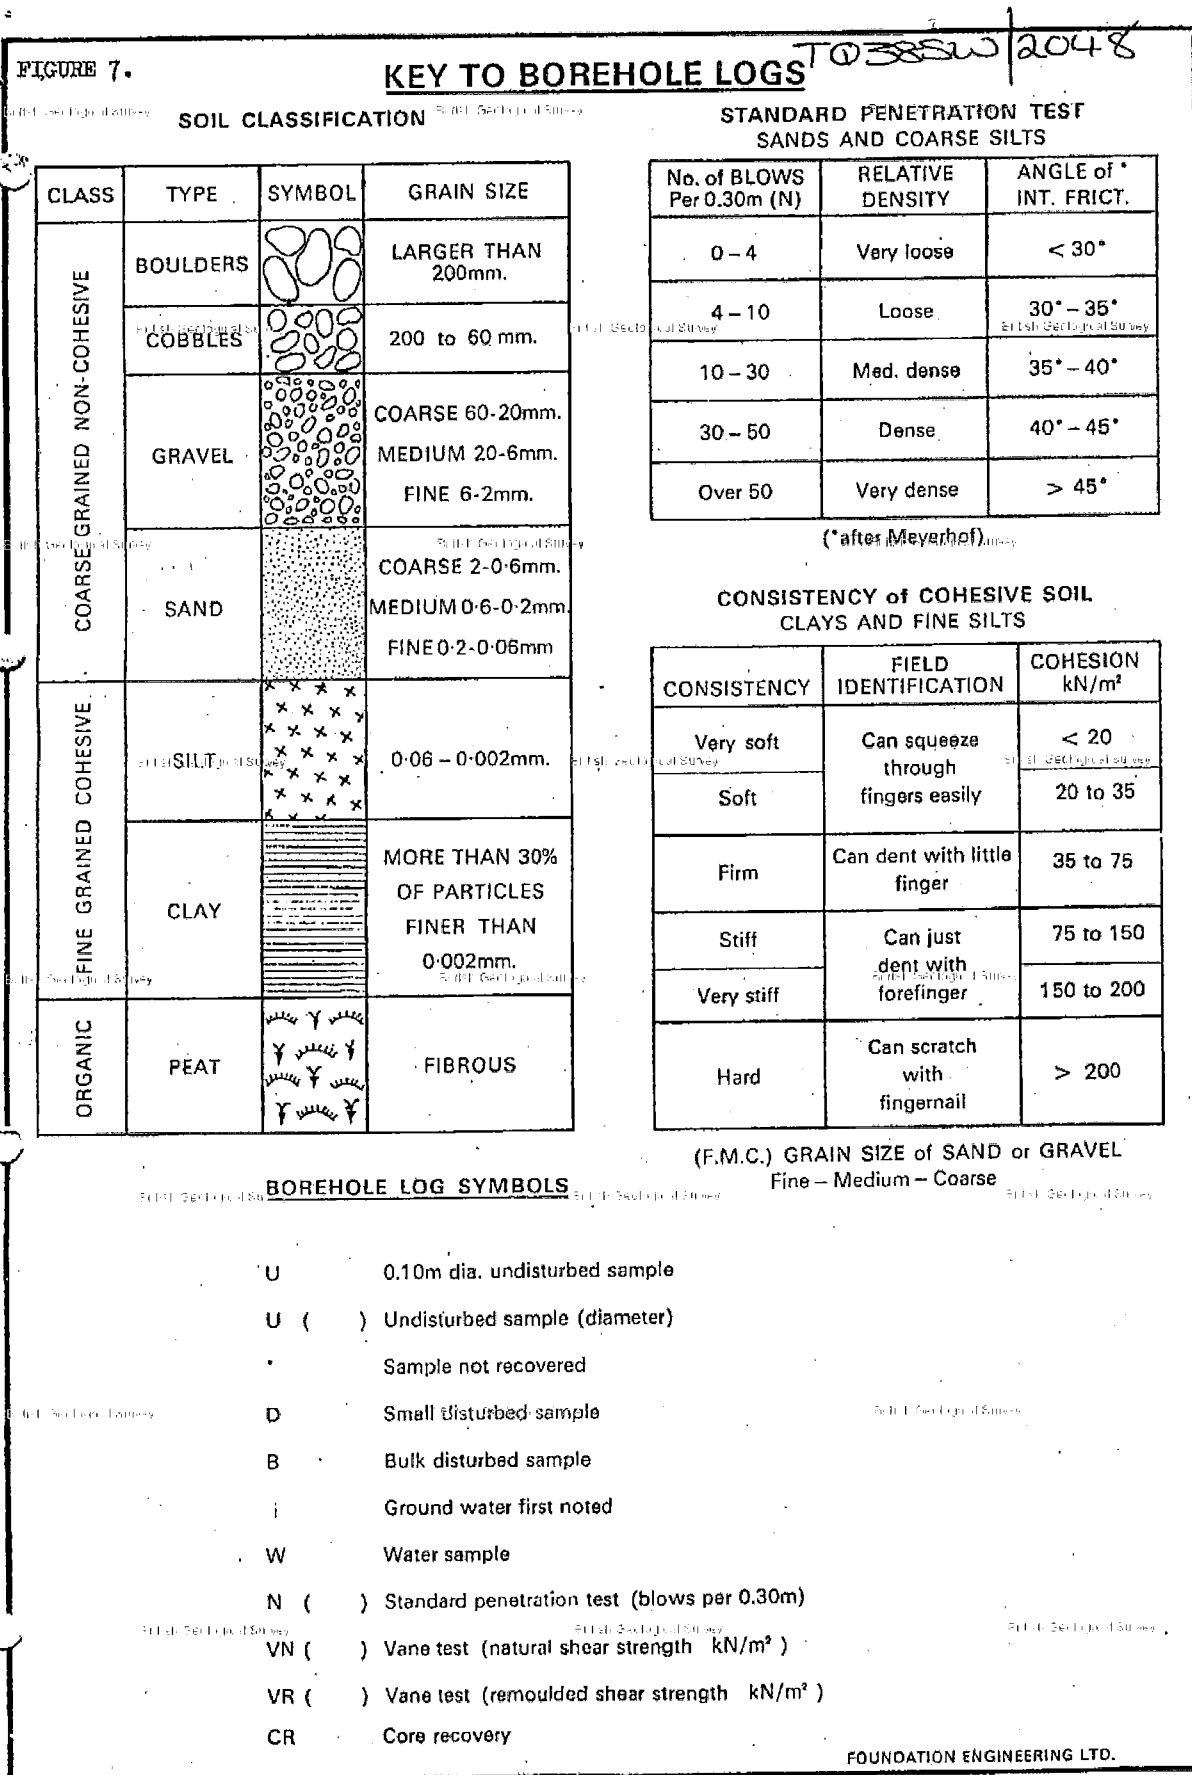 TQ38SW/2048
FIGURE 7.
KEY TO BOREHOLE LOGS
SOIL CLASSIFICATION
CLASS TYPE SYMBOL GRAIN SIZE
COARSE GRAINED NON-COHESIVE
BOULDERS LARGER THAN 200mm.
COBBLES 200 to 60 mm.
GRAVEL
COARSE 60-20mm.
MEDIUM 20-6mm.
FINE 6-2mm.
SAND
COARSE 2-0·6mm.
MEDIUM 0·6-0·2mm.
FINE 0·2-0·06mm
FINE GRAINED COHESIVE
SILT 0·06 – 0·002mm.
CLAY
MORE THAN 30%
OF PARTICLES
FINER THAN
0·002mm.
ORGANIC
PEAT FIBROUS
STANDARD PENETRATION TEST
SANDS AND COARSE SILTS
No. of BLOWS Per 0.30m (N) RELATIVE DENSITY ANGLE of * INT. FRICT.
0 – 4 Very loose < 30°
4 – 10 Loose 30° – 35°
10 – 30 Med. dense 35° – 40°
30 – 50 Dense 40° – 45°
Over 50 Very dense > 45°
(*after Meyerhof)
CONSISTENCY of COHESIVE SOIL
CLAYS AND FINE SILTS
CONSISTENCY FIELD IDENTIFICATION COHESION kN/m²
Very soft < 20
Can squeeze
through
fingers easily
Soft 20 to 35
Firm Can dent with little finger 35 to 75
Stiff 75 to 150
Can just
dent with
forefinger
Very stiff 150 to 200
Hard > 200
Can scratch
with
fingernail
(F.M.C.) GRAIN SIZE of SAND or GRAVEL
Fine – Medium – Coarse
BOREHOLE LOG SYMBOLS
U 0.10m dia. undisturbed sample
U ( ) Undisturbed sample (diameter)
* Sample not recovered
D Small disturbed sample
B Bulk disturbed sample
i Ground water first noted
W Water sample
N ( ) Standard penetration test (blows per 0.30m)
VN ( ) Vane test (natural shear strength kN/m² )
VR ( ) Vane test (remoulded shear strength kN/m² )
CR Core recovery
FOUNDATION ENGINEERING LTD.
British Geological Survey